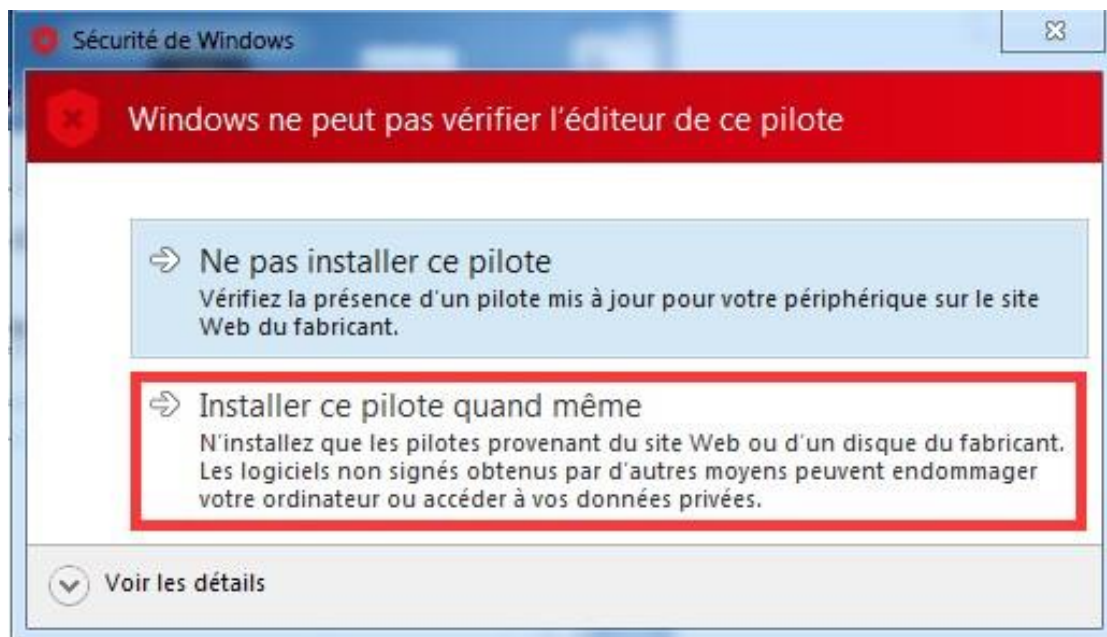 Sécurité de Windows
Windows ne peut pas vérifier l'éditeur de ce pilote
Ne pas installer ce pilote
Vérifiez la présence d'un pilote mis à jour pour votre périphérique sur le site
Web du fabricant.
Installer ce pilote quand même
N'installez que les pilotes provenant du site Web ou d'un disque du fabricant.
Les logiciels non signés obtenus par d'autres moyens peuvent endommager
votre ordinateur ou accéder à vos données privées.
Voir les détails